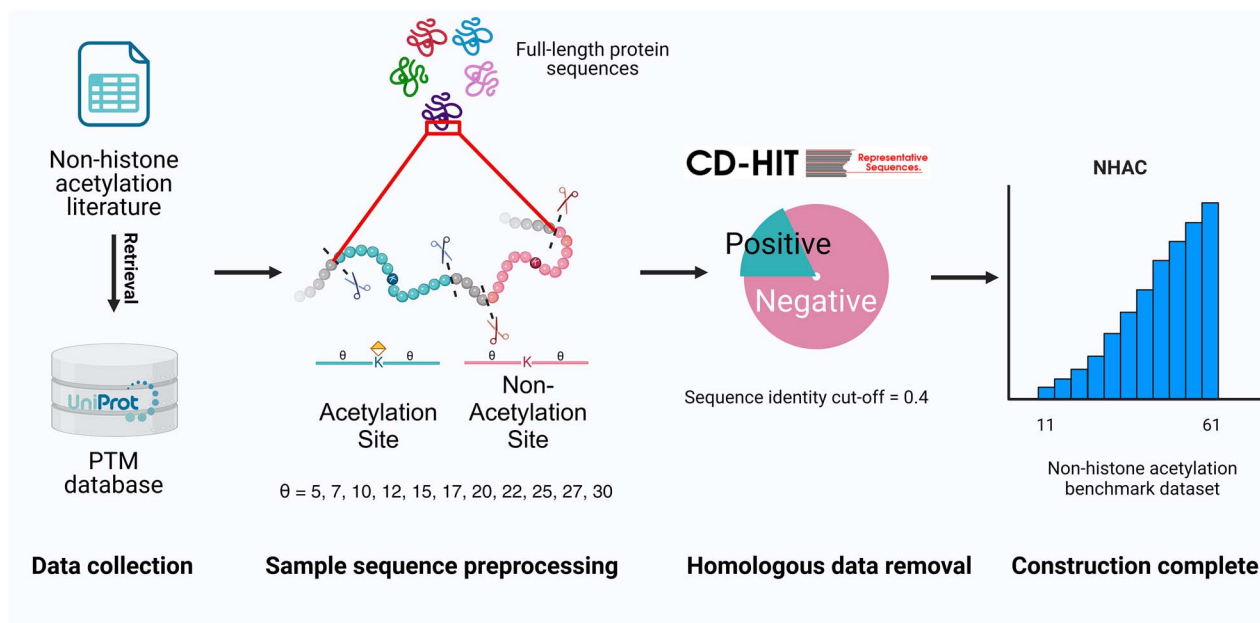 Non-histone
acetylation
literature
Retrieval
UniProt
PTM
database
Data collection
Full-length protein
sequences
θ K θ
θ K θ
Acetylation
Site
Non-
Acetylation
Site
θ = 5, 7, 10, 12, 15, 17, 20, 22, 25, 27, 30
Sample sequence preprocessing
CD-HIT
Representative
Sequences.
Positive
Negative
Sequence identity cut-off = 0.4
Homologous data removal
NHAC
11 61
Non-histone acetylation
benchmark dataset
Construction complete